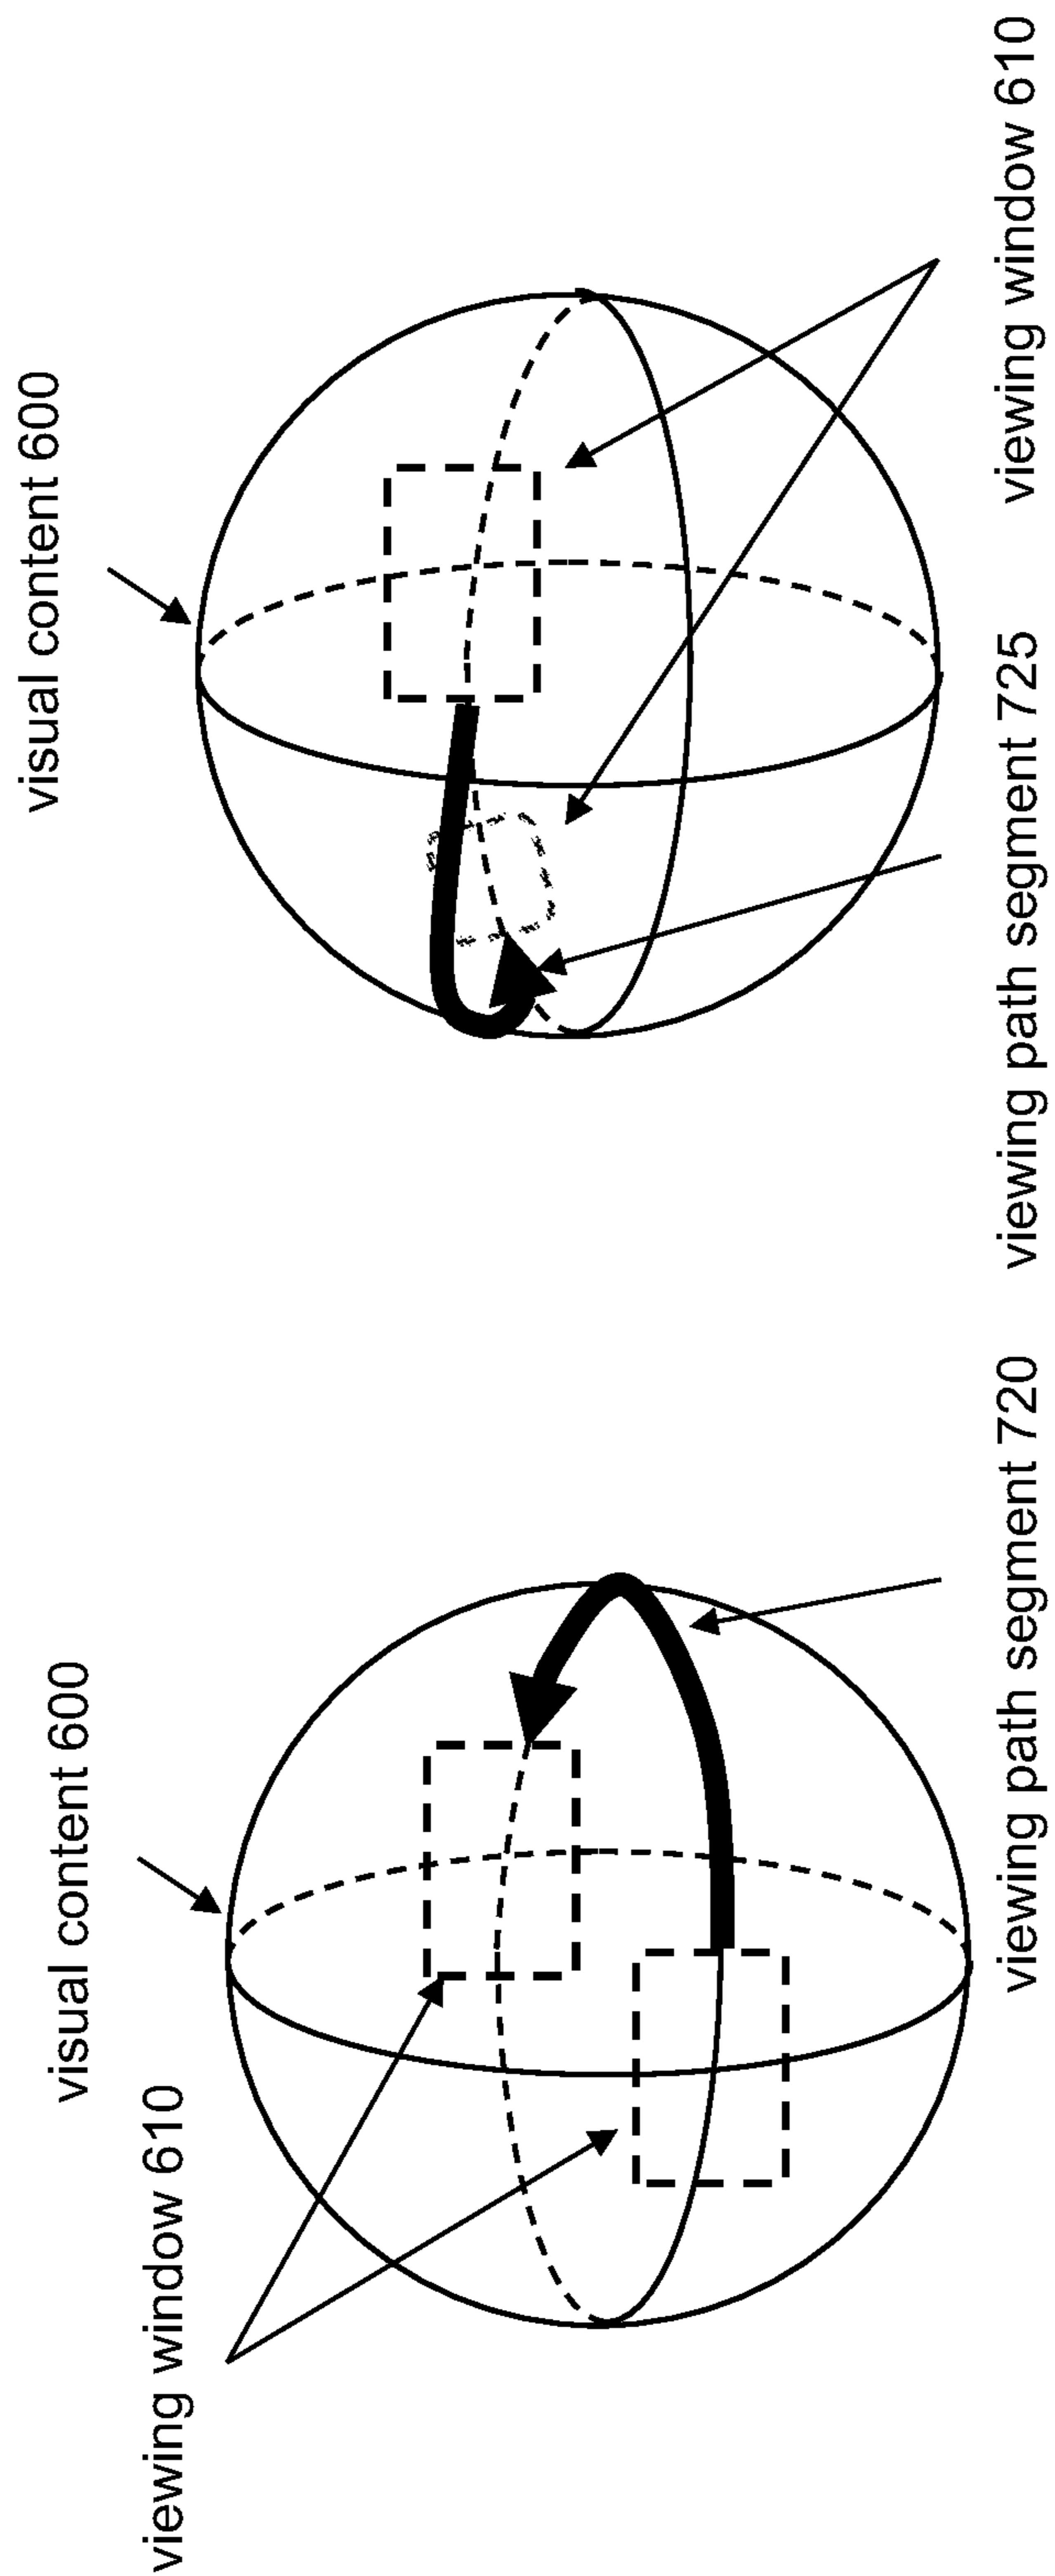 visual content 600
viewing window 610
viewing path segment 720
visual content 600
viewing path segment 725
viewing window 610